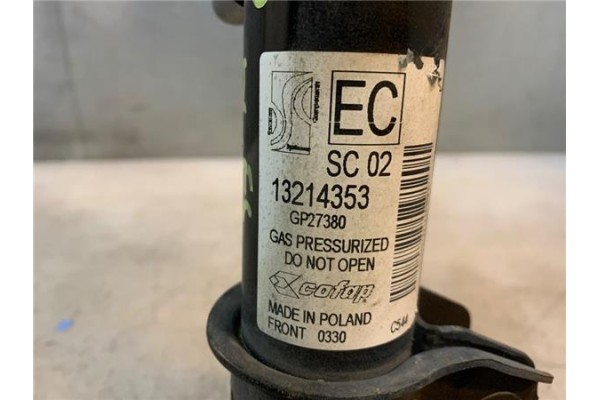 EC
SC 02
13214353
GP27380
GAS PRESSURIZED
DO NOT OPEN
cofap
MADE IN POLAND
FRONT 0330
C544